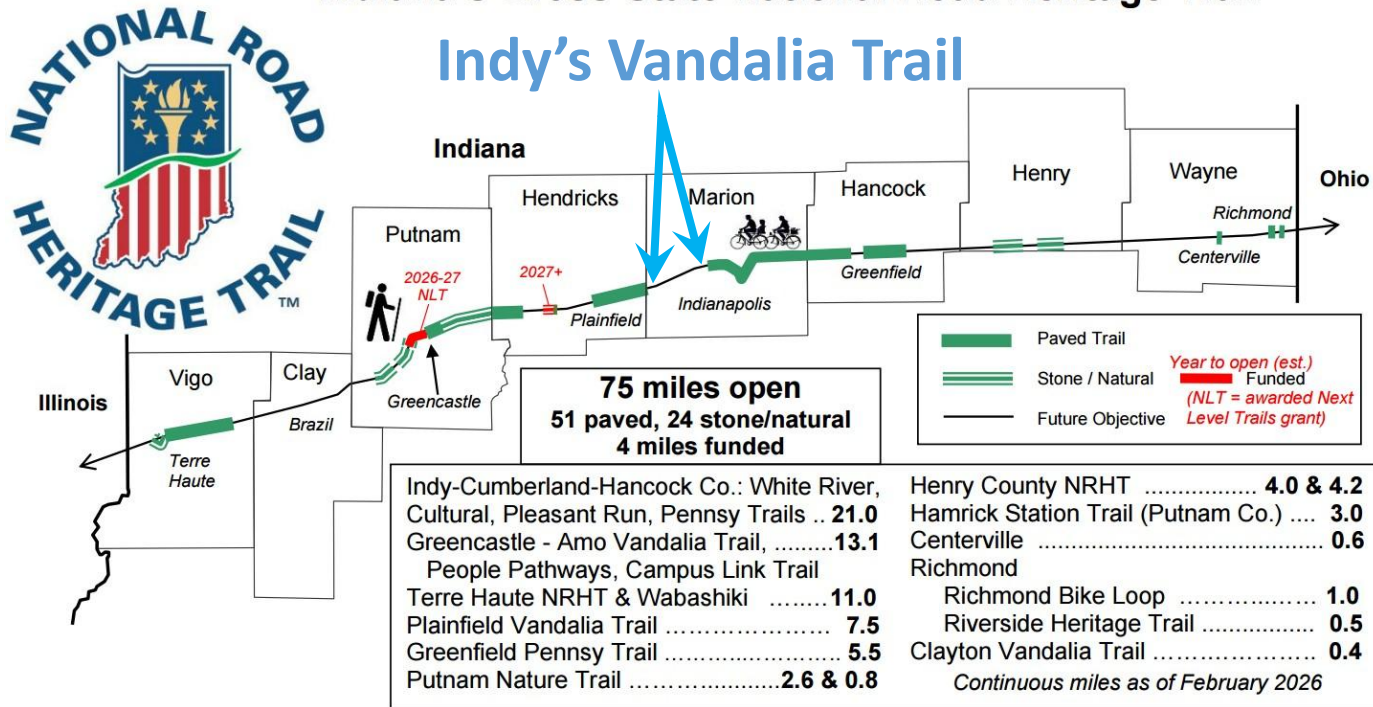 Indiana's Cross-State National Road Heritage Trail
NATIONAL ROAD
HERITAGE TRAIL
TM
Indy's Vandalia Trail
Indiana
Ohio
Illinois
Vigo
Clay
Putnam
Hendricks
Marion
Hancock
Henry
Wayne
Richmond
Centerville
Greenfield
Indianapolis
Plainfield
2027+
2026-27
NLT
Greencastle
Brazil
Terre
Haute
75 miles open
51 paved, 24 stone/natural
4 miles funded
Paved Trail
Stone / Natural
Future Objective
Year to open (est.)
Funded
(NLT = awarded Next
Level Trails grant)
Indy-Cumberland-Hancock Co.: White River,
Cultural, Pleasant Run, Pennsy Trails .. 21.0
Greencastle - Amo Vandalia Trail, .........13.1
People Pathways, Campus Link Trail
Terre Haute NRHT & Wabashiki ........ 11.0
Plainfield Vandalia Trail ..................... 7.5
Greenfield Pennsy Trail ..................... 5.5
Putnam Nature Trail .....................2.6 & 0.8
Henry County NRHT ................. 4.0 & 4.2
Hamrick Station Trail (Putnam Co.) .... 3.0
Centerville ........................................... 0.6
Richmond
Richmond Bike Loop ..................... 1.0
Riverside Heritage Trail ................. 0.5
Clayton Vandalia Trail ....................... 0.4
Continuous miles as of February 2026